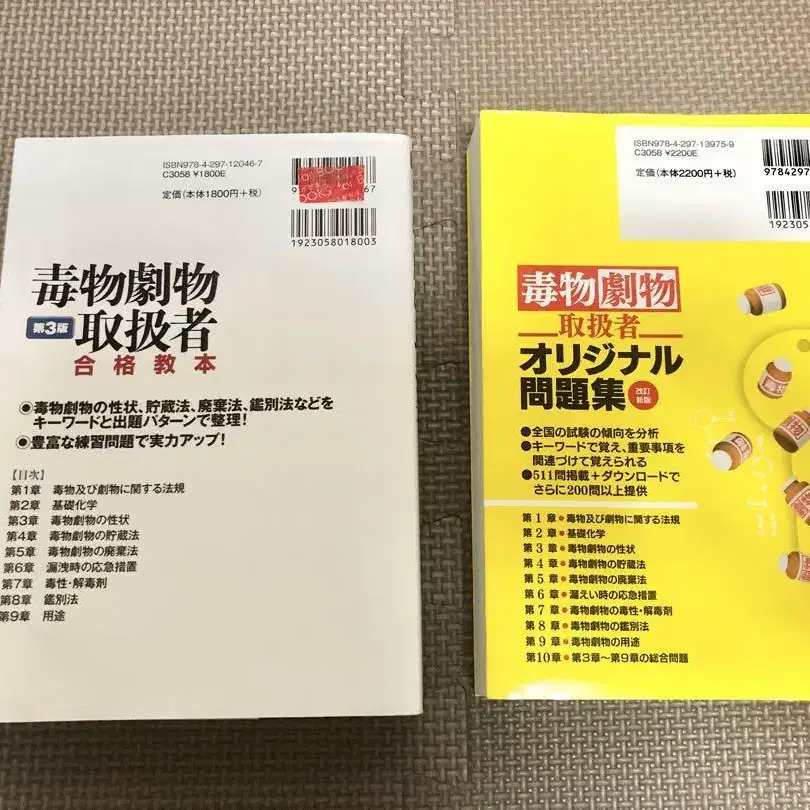 ISBN978-4-297-12046-7
C3058 ¥1800E
定価(本体1800円+税)
1923058018003
毒物劇物
第3版 取扱者
合格教本
●毒物劇物の性状、貯蔵法、廃棄法、鑑別法などを
キーワードと出題パターンで整理!
●豊富な練習問題で実力アップ!
【目次】
第1章 毒物及び劇物に関する法規
第2章 基礎化学
第3章 毒物劇物の性状
第4章 毒物劇物の貯蔵法
第5章 毒物劇物の廃棄法
第6章 漏洩時の応急措置
第7章 毒性・解毒剤
第8章 鑑別法
第9章 用途
ISBN978-4-297-13975-9
C3058 ¥2200E
定価(本体2200円+税)
978429
192305
毒物劇物
取扱者
オリジナル
問題集 改訂新版
●全国の試験の傾向を分析
●キーワードで覚え、重要事項を
関連づけて覚えられる
●511問掲載+ダウンロードで
さらに200問以上提供
第1章●毒物及び劇物に関する法規
第2章●基礎化学
第3章●毒物劇物の性状
第4章●毒物劇物の貯蔵法
第5章●毒物劇物の廃棄法
第6章●漏えい時の応急措置
第7章●毒物劇物の毒性・解毒剤
第8章●毒物劇物の鑑別法
第9章●毒物劇物の用途
第10章●第3章〜第9章の総合問題